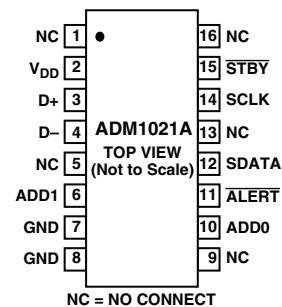 NC 1 16 NC
VDD 2 15 STBY
D+ 3 14 SCLK
D– 4 ADM1021A 13 NC
TOP VIEW
NC 5 (Not to Scale) 12 SDATA
ADD1 6 11 ALERT
GND 7 10 ADD0
GND 8 9 NC
NC = NO CONNECT